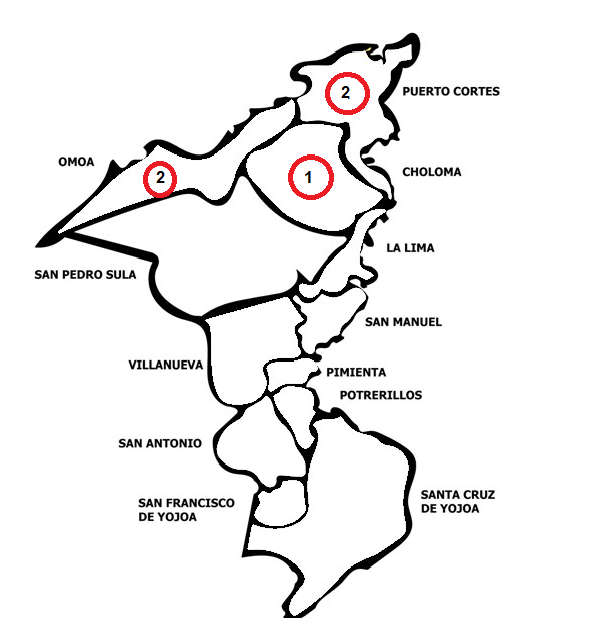 2
PUERTO CORTES
OMOA
2
1
CHOLOMA
LA LIMA
SAN PEDRO SULA
SAN MANUEL
VILLANUEVA
PIMIENTA
POTRERILLOS
SAN ANTONIO
SAN FRANCISCO
DE YOJOA
SANTA CRUZ
DE YOJOA